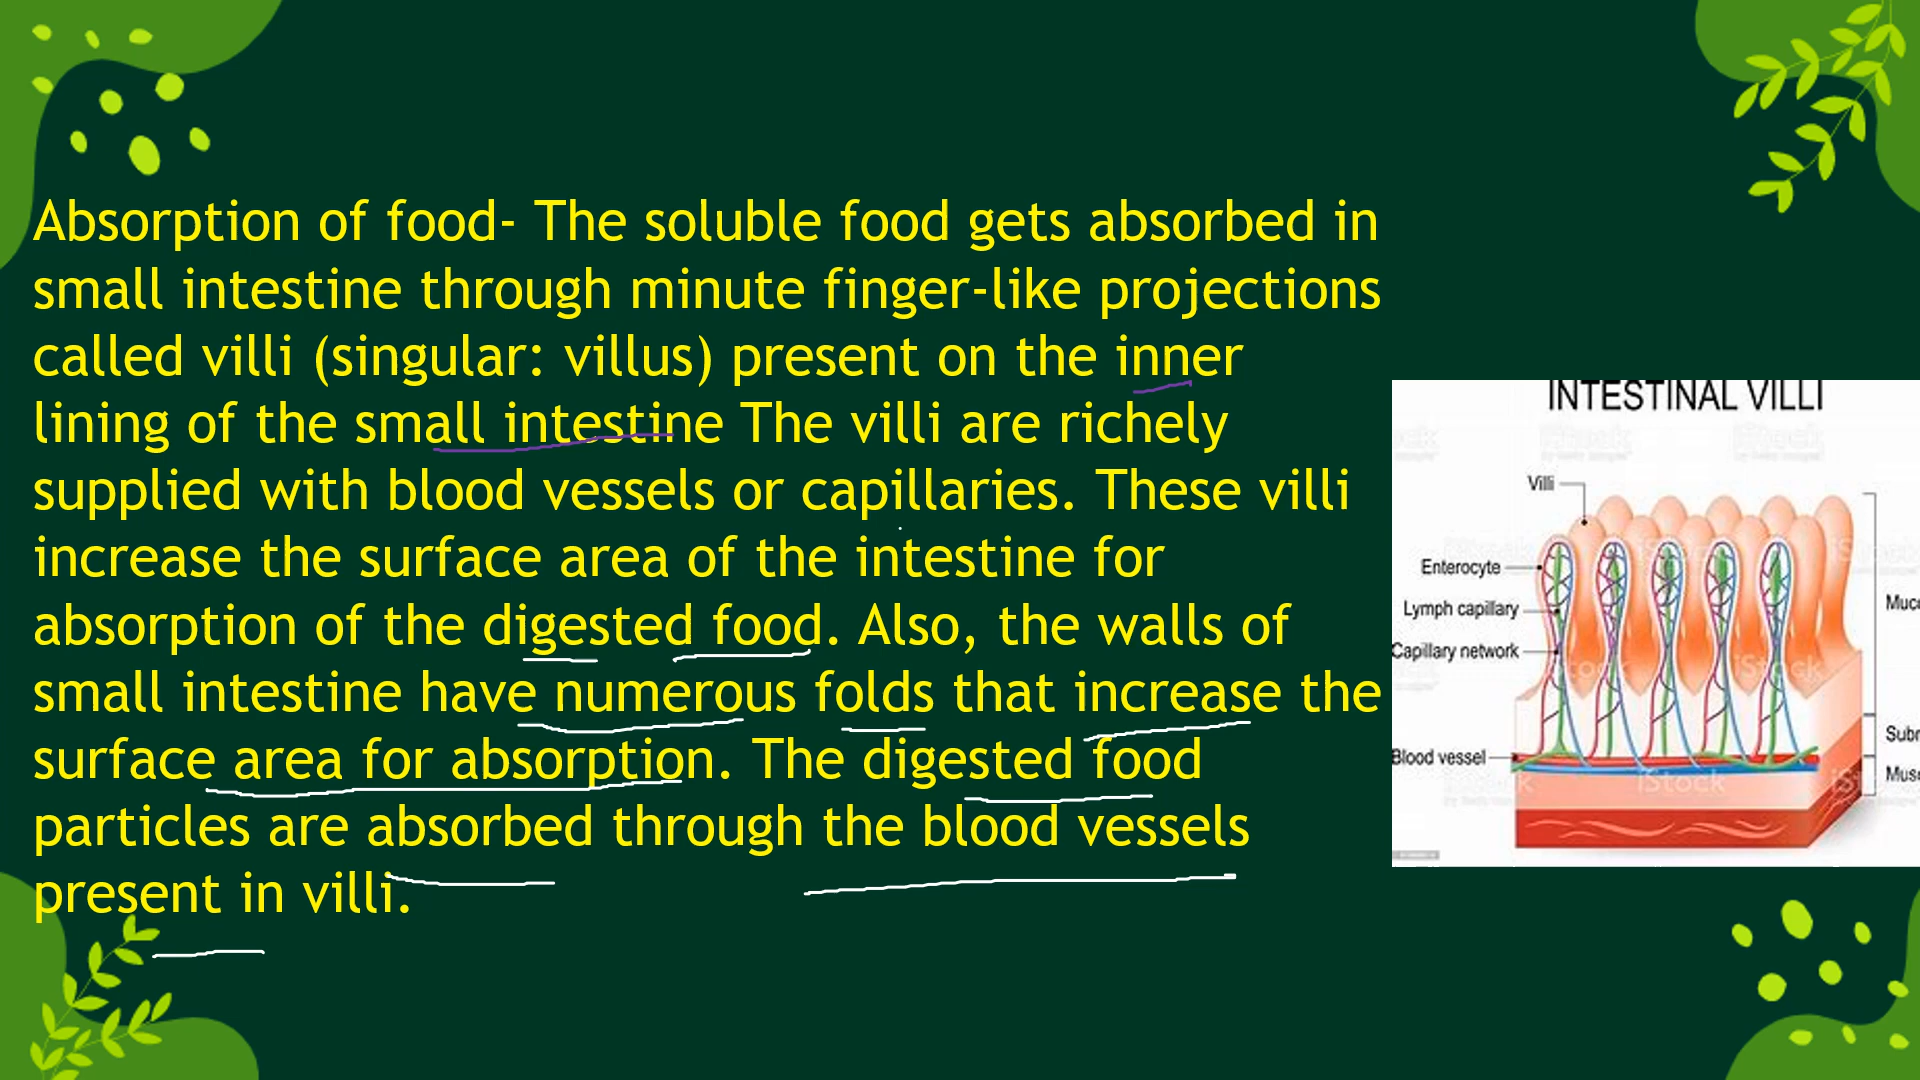 Absorption of food- The soluble food gets absorbed in
small intestine through minute finger-like projections
called villi (singular: villus) present on the inner
lining of the small intestine The villi are richely
supplied with blood vessels or capillaries. These villi
increase the surface area of the intestine for
absorption of the digested food. Also, the walls of
small intestine have numerous folds that increase the
surface area for absorption. The digested food
particles are absorbed through the blood vessels
present in villi.
INTESTINAL VILLI
Villi
Enterocyte
Lymph capillary
Capillary network
Blood vessel
Muco
Subm
Musc
iStock